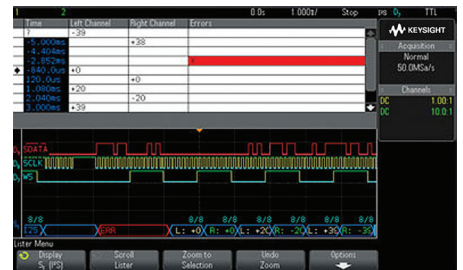 1 2 0.0s 1.000s/ Stop TTL
KEYSIGHT
Time Left Channel Right Channel Errors
? -39
-5.000ms +38
-4.404ms
-2.852ms
-840.0us +0
120.0us +0
1.080ms +20
2.040ms -20
3.000ms +39
Acquisition
Normal
50.0MSa/s
Channels
DC 1.00:1
DC 10.0:1
SDATA
SCLK
WS
8/8 8/8 8/8 8/8 8/8 8/8
I2S ERR L: +0 R: +0 L: +20 R: -20 L: +39 R: -39
Lister Menu
Display Scroll Zoom to Undo Options
S₁ (I²S) Lister Selection Zoom